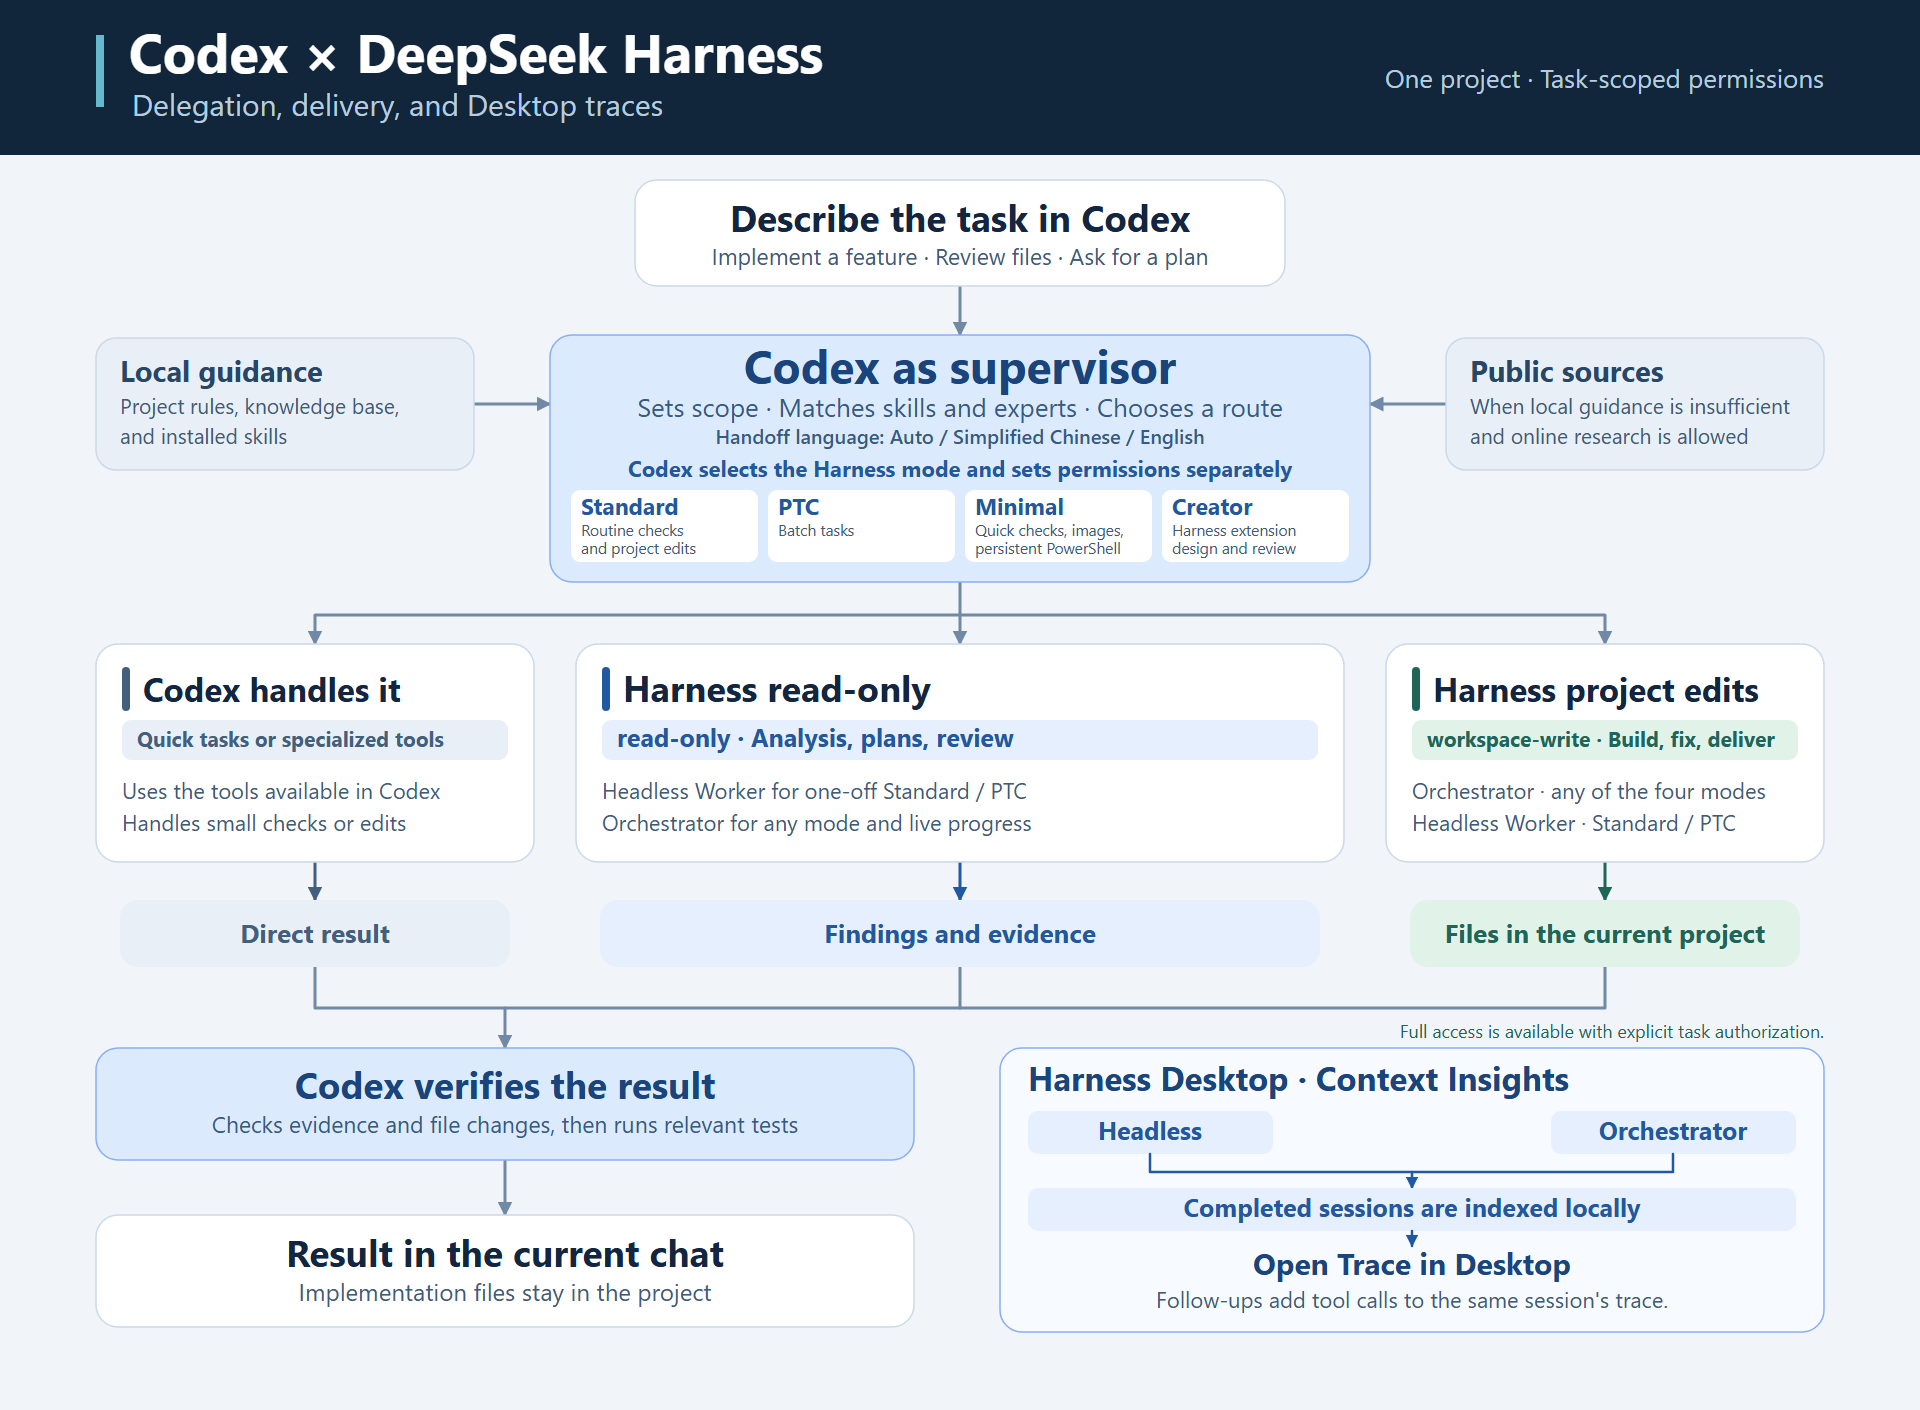 Codex × DeepSeek Harness
Delegation, delivery, and Desktop traces
One project · Task-scoped permissions
Describe the task in Codex
Implement a feature · Review files · Ask for a plan
Local guidance
Project rules, knowledge base,
and installed skills
Codex as supervisor
Sets scope · Matches skills and experts · Chooses a route
Handoff language: Auto / Simplified Chinese / English
Codex selects the Harness mode and sets permissions separately
Standard
Routine checks
and project edits
PTC
Batch tasks
Minimal
Quick checks, images,
persistent PowerShell
Creator
Harness extension
design and review
Public sources
When local guidance is insufficient
and online research is allowed
Codex handles it
Quick tasks or specialized tools
Uses the tools available in Codex
Handles small checks or edits
Harness read-only
read-only · Analysis, plans, review
Headless Worker for one-off Standard / PTC
Orchestrator for any mode and live progress
Harness project edits
workspace-write · Build, fix, deliver
Orchestrator · any of the four modes
Headless Worker · Standard / PTC
Direct result
Findings and evidence
Files in the current project
Full access is available with explicit task authorization.
Codex verifies the result
Checks evidence and file changes, then runs relevant tests
Result in the current chat
Implementation files stay in the project
Harness Desktop · Context Insights
Headless
Orchestrator
Completed sessions are indexed locally
Open Trace in Desktop
Follow-ups add tool calls to the same session's trace.